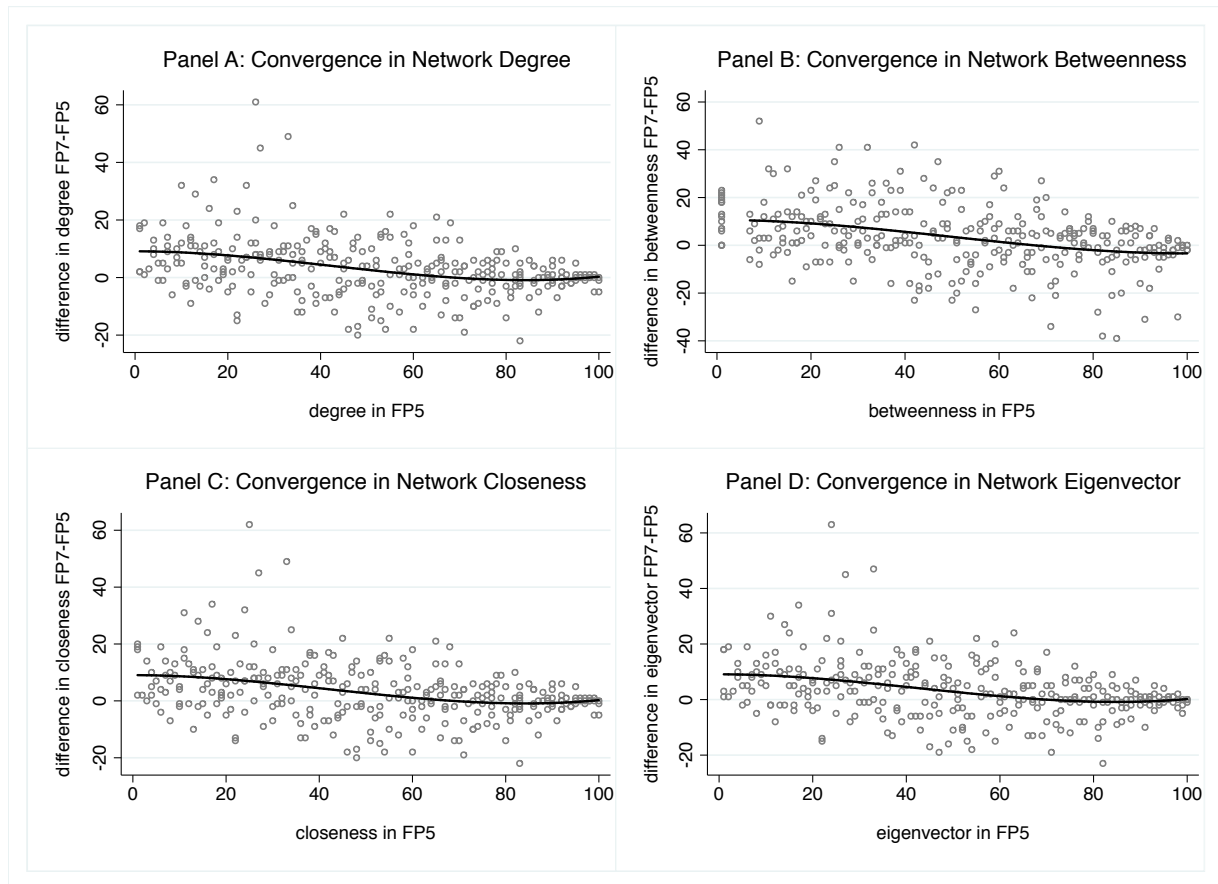 Panel A: Convergence in Network Degree
difference in degree FP7-FP5
60
40
20
0
-20
0 20 40 60 80 100
degree in FP5
Panel B: Convergence in Network Betweenness
difference in betweenness FP7-FP5
60
40
20
0
-20
-40
0 20 40 60 80 100
betweenness in FP5
Panel C: Convergence in Network Closeness
difference in closeness FP7-FP5
60
40
20
0
-20
0 20 40 60 80 100
closeness in FP5
Panel D: Convergence in Network Eigenvector
difference in eigenvector FP7-FP5
60
40
20
0
-20
0 20 40 60 80 100
eigenvector in FP5